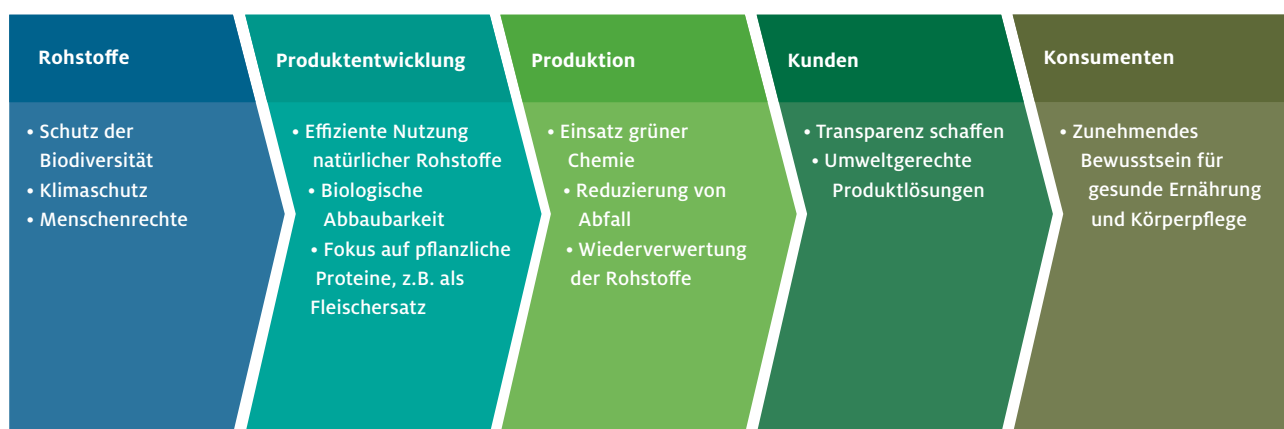 Rohstoffe
• Schutz der
Biodiversität
• Klimaschutz
• Menschenrechte
Produktentwicklung
• Effiziente Nutzung
natürlicher Rohstoffe
• Biologische
Abbaubarkeit
• Fokus auf pflanzliche
Proteine, z.B. als
Fleischersatz
Produktion
• Einsatz grüner
Chemie
• Reduzierung von
Abfall
• Wiederverwertung
der Rohstoffe
Kunden
• Transparenz schaffen
• Umweltgerechte
Produktlösungen
Konsumenten
• Zunehmendes
Bewusstsein für
gesunde Ernährung
und Körperpflege